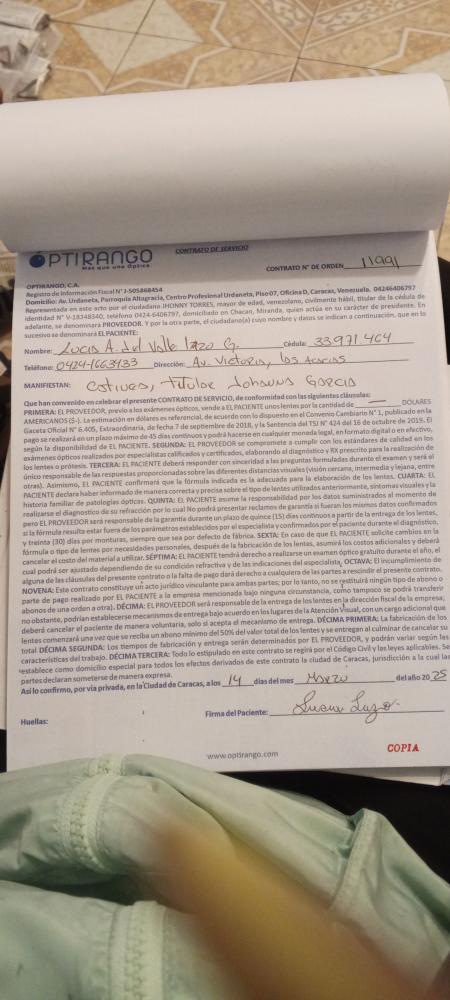 OPTIRANGO
Más que una Óptica
CONTRATO DE SERVICIO
CONTRATO N° DE ORDEN 11991
OPTIRANGO, C.A.
Registro de Información Fiscal N° J-505868454
Domicilio: Av. Urdaneta, Parroquia Altagracia, Centro Profesional Urdaneta, Piso 07, Oficina D, Caracas, Venezuela. 04246406797
Representada en este acto por el ciudadano JHONNY TORRES, mayor de edad, venezolano, civilmente hábil, titular de la cédula de
Identidad N° V-18348340, teléfono 0424-6406797, domiciliado en Chacao, Miranda, quien actúa en su carácter de presidente. En
adelante, se denominara PROVEEDOR. Y por la otra parte, el ciudadano(a) cuyo nombre y datos se indican a continuación, que en lo
sucesivo se denominará EL PACIENTE:
Nombre: Lucia A. del Valle Lazo G. Cédula: 33971464
Teléfono: 0424-1663433 Dirección: Av. Victoria, las Acacias
MANIFIESTAN: Titular Johanna Garcia
Que han convenido en celebrar el presente CONTRATO DE SERVICIO, de conformidad con las siguientes cláusulas:
PRIMERA: EL PROVEEDOR, previo a los exámenes ópticos, vende a EL PACIENTE unos lentes por la cantidad de DÓLARES
AMERICANOS ($-). La estimación en dólares es referencial, de acuerdo con lo dispuesto en el Convenio Cambiario N° 1, publicado en la
Gaceta Oficial N° 6.405, Extraordinaria, de fecha 7 de septiembre de 2018, y la Sentencia del TSJ N° 424 del 16 de octubre de 2019. El
pago se realizará en un plazo máximo de 45 días continuos y podrá hacerse en cualquier moneda legal, en formato digital o en efectivo,
según la disponibilidad de EL PACIENTE. SEGUNDA: EL PROVEEDOR se compromete a cumplir con los estándares de calidad en los
exámenes ópticos realizados por especialistas calificados y certificados, elaborando el diagnóstico y RX prescrito para la realización de
los lentes o prótesis. TERCERA: EL PACIENTE deberá responder con sinceridad a las preguntas formuladas durante el examen y será el
único responsable de las respuestas proporcionadas sobre las diferentes distancias visuales (visión cercana, intermedia y lejana, entre
otras). Asimismo, EL PACIENTE confirmará que la fórmula indicada es la adecuada para la elaboración de los lentes. CUARTA: EL
PACIENTE declara haber informado de manera correcta y precisa sobre el tipo de lentes utilizados anteriormente, síntomas visuales y la
historia familiar de patologías ópticas. QUINTA: EL PACIENTE asume la responsabilidad por los datos suministrados al momento de
realizarse el diagnostico de su refracción por lo cual No podrá presentar reclamos de garantía si fueran los mismos datos confirmados
pero EL PROVEEDOR será responsable de la garantía durante un plazo de quince (15) días continuos a partir de la entrega de los lentes,
si la fórmula resulta estar fuera de los parámetros establecidos por el especialista y confirmados por el paciente durante el diagnóstico,
y treinta (30) días por monturas, siempre que sea por defecto de fábrica. SEXTA: En caso de que EL PACIENTE solicite cambios en la
fórmula o tipo de lentes por necesidades personales, después de la fabricación de los lentes, asumirá los costos adicionales y deberá
cancelar el costo del material a utilizar. SÉPTIMA: EL PACIENTE tendrá derecho a realizarse un examen óptico gratuito durante el año, el
cual podrá ser ajustado dependiendo de su condición refractiva y de las indicaciones del especialista. OCTAVA: El incumplimiento de
alguna de las cláusulas del presente contrato o la falta de pago dará derecho a cualquiera de las partes a rescindir el presente contrato.
NOVENA: Este contrato constituye un acto jurídico vinculante para ambas partes; por lo tanto, no se restituirá ningún tipo de abono o
parte de pago realizado por EL PACIENTE a la empresa mencionada bajo ninguna circunstancia, como tampoco se podrá transferir
abonos de una orden a otra). DÉCIMA: EL PROVEEDOR será responsable de la entrega de los lentes en la dirección fiscal de la empresa;
no obstante, podrían establecerse mecanismos de entrega bajo acuerdo en los lugares de la Atención Visual, con un cargo adicional que
deberá cancelar el paciente de manera voluntaria, solo si acepta el mecanismo de entrega. DÉCIMA PRIMERA: La fabricación de los
lentes comenzará una vez que se reciba un abono mínimo del 50% del valor total de los lentes y se entregan al culminar de cancelar su
total. DÉCIMA SEGUNDA: Los tiempos de fabricación y entrega serán determinados por EL PROVEEDOR, y podrán variar según las
características del trabajo. DÉCIMA TERCERA: Todo lo estipulado en este contrato se regirá por el Código Civil y las leyes aplicables. Se
establece como domicilio especial para todos los efectos derivados de este contrato la ciudad de Caracas, jurisdicción a la cual las
partes declaran someterse de manera expresa.
Así lo confirmo, por vía privada, en la Ciudad de Caracas, a los 14 días del mes Marzo del año 2025
Huellas:
Firma del Paciente: Lazo
www.optirango.com
COPIA